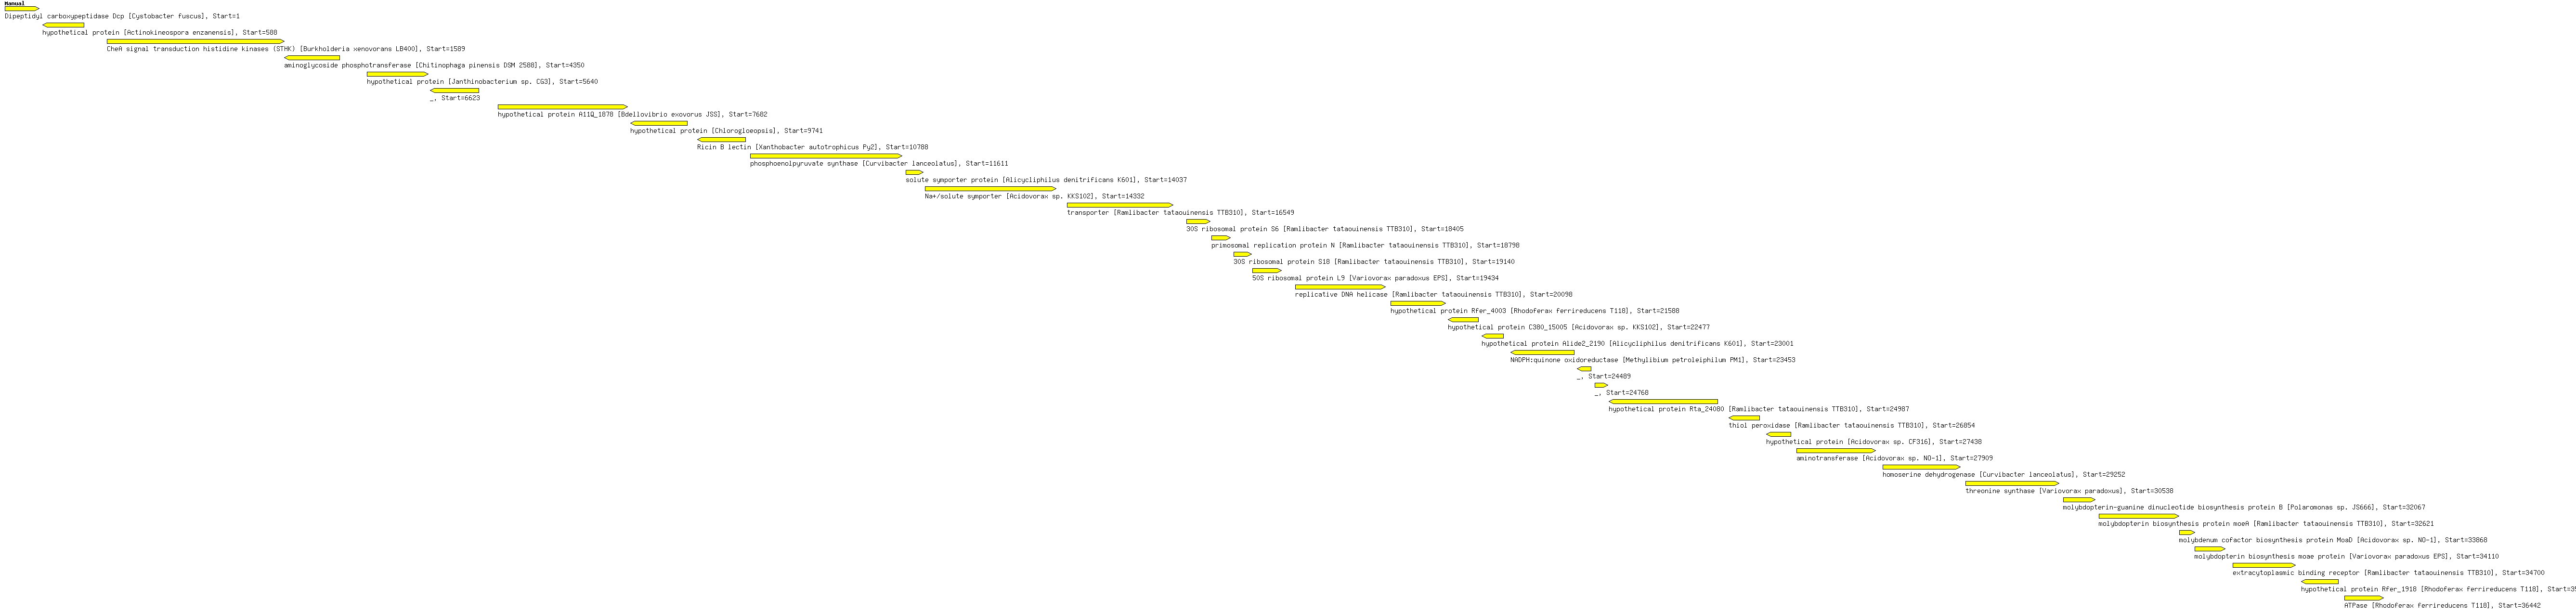 Manual
Dipeptidyl carboxypeptidase Dcp [Cystobacter fuscus], Start=1
hypothetical protein [Actinokineospora enzanensis], Start=588
CheA signal transduction histidine kinases (STHK) [Burkholderia xenovorans LB400], Start=1589
aminoglycoside phosphotransferase [Chitinophaga pinensis DSM 2588], Start=4350
hypothetical protein [Janthinobacterium sp. CG3], Start=5640
_, Start=6623
hypothetical protein A11Q_1878 [Bdellovibrio exovorus JSS], Start=7682
hypothetical protein [Chlorogloeopsis], Start=9741
Ricin B lectin [Xanthobacter autotrophicus Py2], Start=10788
phosphoenolpyruvate synthase [Curvibacter lanceolatus], Start=11611
solute symporter protein [Alicycliphilus denitrificans K601], Start=14037
Na+/solute symporter [Acidovorax sp. KKS102], Start=14332
transporter [Ramlibacter tataouinensis TTB310], Start=16549
30S ribosomal protein S6 [Ramlibacter tataouinensis TTB310], Start=18405
primosomal replication protein N [Ramlibacter tataouinensis TTB310], Start=18798
30S ribosomal protein S18 [Ramlibacter tataouinensis TTB310], Start=19140
50S ribosomal protein L9 [Variovorax paradoxus EPS], Start=19434
replicative DNA helicase [Ramlibacter tataouinensis TTB310], Start=20098
hypothetical protein Rfer_4003 [Rhodoferax ferrireducens T118], Start=21588
hypothetical protein C380_15005 [Acidovorax sp. KKS102], Start=22477
hypothetical protein Alide2_2190 [Alicycliphilus denitrificans K601], Start=23001
NADPH:quinone oxidoreductase [Methylibium petroleiphilum PM1], Start=23453
_, Start=24489
_, Start=24768
hypothetical protein Rta_24080 [Ramlibacter tataouinensis TTB310], Start=24987
thiol peroxidase [Ramlibacter tataouinensis TTB310], Start=26854
hypothetical protein [Acidovorax sp. CF316], Start=27438
aminotransferase [Acidovorax sp. NO-1], Start=27909
homoserine dehydrogenase [Curvibacter lanceolatus], Start=29252
threonine synthase [Variovorax paradoxus], Start=30538
molybdopterin-guanine dinucleotide biosynthesis protein B [Polaromonas sp. JS666], Start=32067
molybdopterin biosynthesis protein moeA [Ramlibacter tataouinensis TTB310], Start=32621
molybdenum cofactor biosynthesis protein MoaD [Acidovorax sp. NO-1], Start=33868
molybdopterin biosynthesis moae protein [Variovorax paradoxus EPS], Start=34110
extracytoplasmic binding receptor [Ramlibacter tataouinensis TTB310], Start=34700
hypothetical protein Rfer_1918 [Rhodoferax ferrireducens T118],
ATPase [Rhodoferax ferrireducens T118], Start=36442